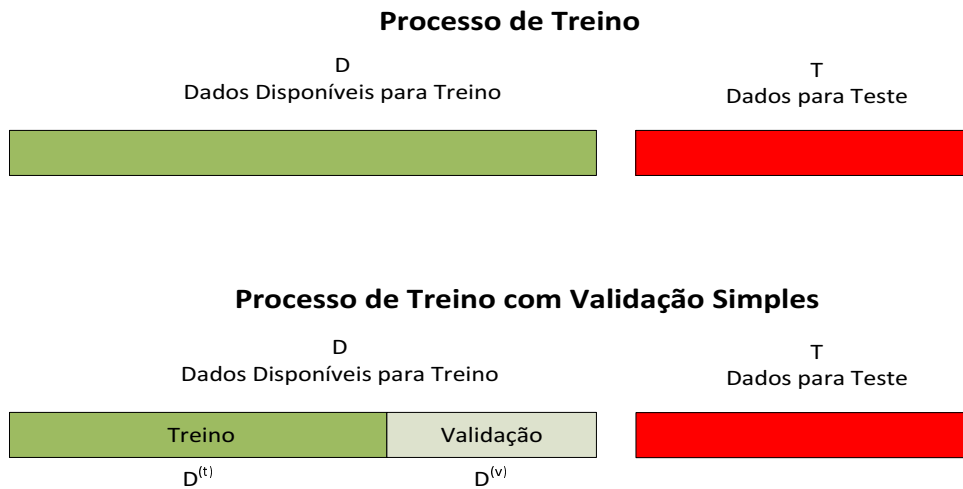 Processo de Treino
D
Dados Disponíveis para Treino
T
Dados para Teste
Processo de Treino com Validação Simples
D
Dados Disponíveis para Treino
T
Dados para Teste
Treino
Validação
D(t)
D(v)